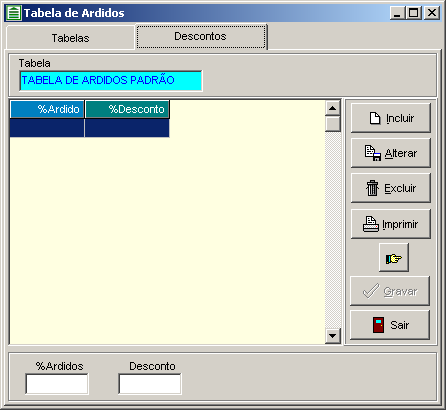 Tabela de Ardidos
Tabelas
Descontos
Tabela
TABELA DE ARDIDOS PADRÃO
%Ardido %Desconto
Incluir
Alterar
Excluir
Imprimir
Gravar
Sair
%Ardidos Desconto